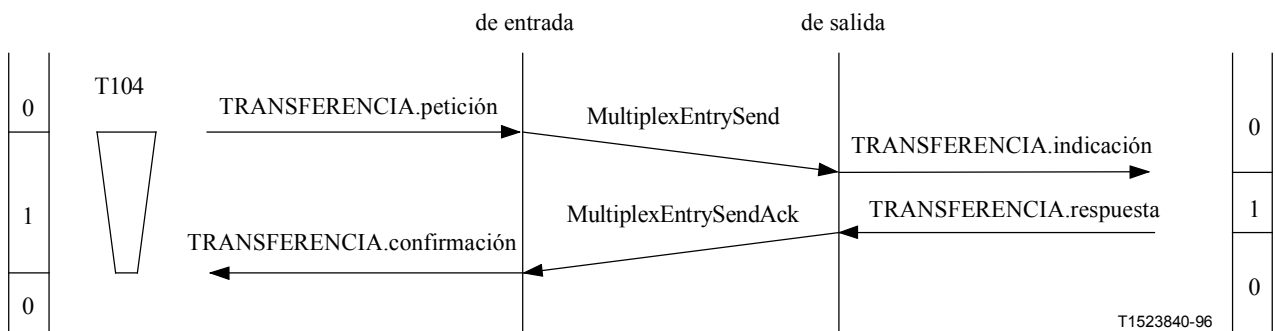 de entrada
de salida
T104
0
TRANSFERENCIA.petición
MultiplexEntrySend
0
TRANSFERENCIA.indicación
1
MultiplexEntrySendAck
TRANSFERENCIA.respuesta
1
TRANSFERENCIA.confirmación
0
0
T1523840-96